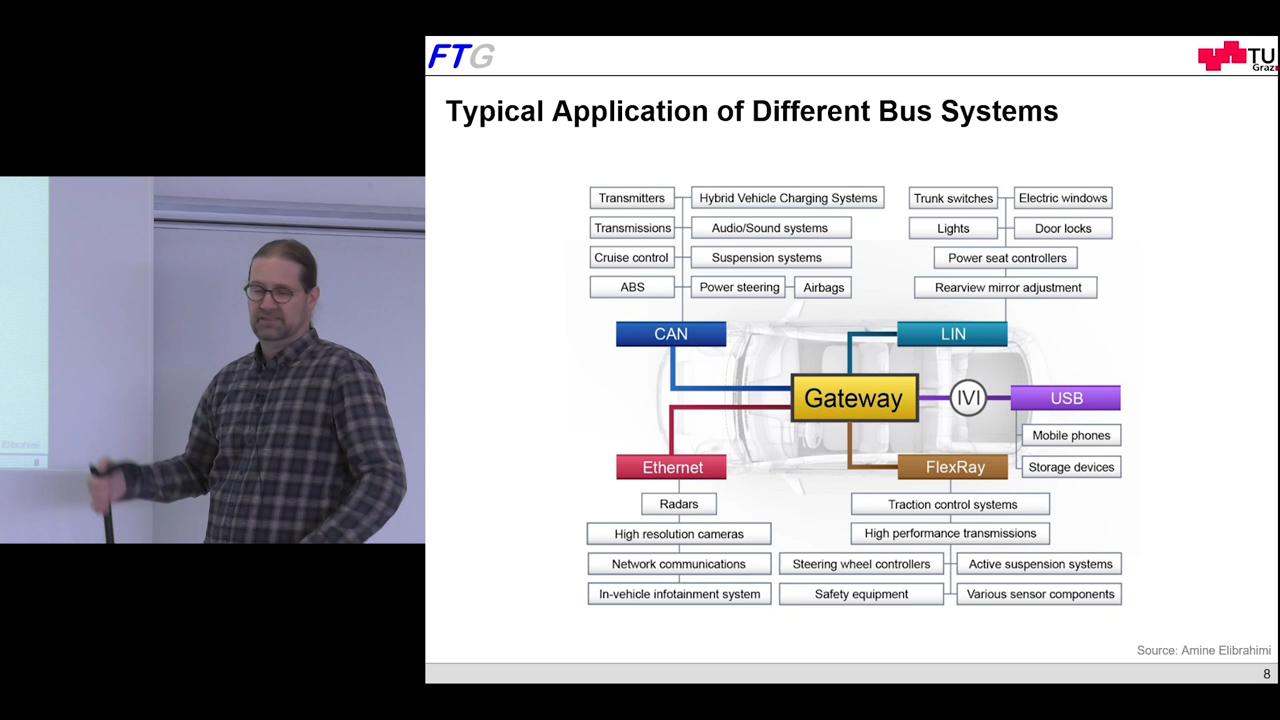 FTG
TU
Graz
Typical Application of Different Bus Systems
Transmitters
Hybrid Vehicle Charging Systems
Transmissions
Audio/Sound systems
Cruise control
Suspension systems
ABS
Power steering
Airbags
CAN
Trunk switches
Electric windows
Lights
Door locks
Power seat controllers
Rearview mirror adjustment
LIN
Gateway
IVI
USB
Mobile phones
Storage devices
Ethernet
Radars
High resolution cameras
Network communications
In-vehicle infotainment system
FlexRay
Traction control systems
High performance transmissions
Steering wheel controllers
Active suspension systems
Safety equipment
Various sensor components
Source: Amine Elibrahimi
8
Elibrahimi
8